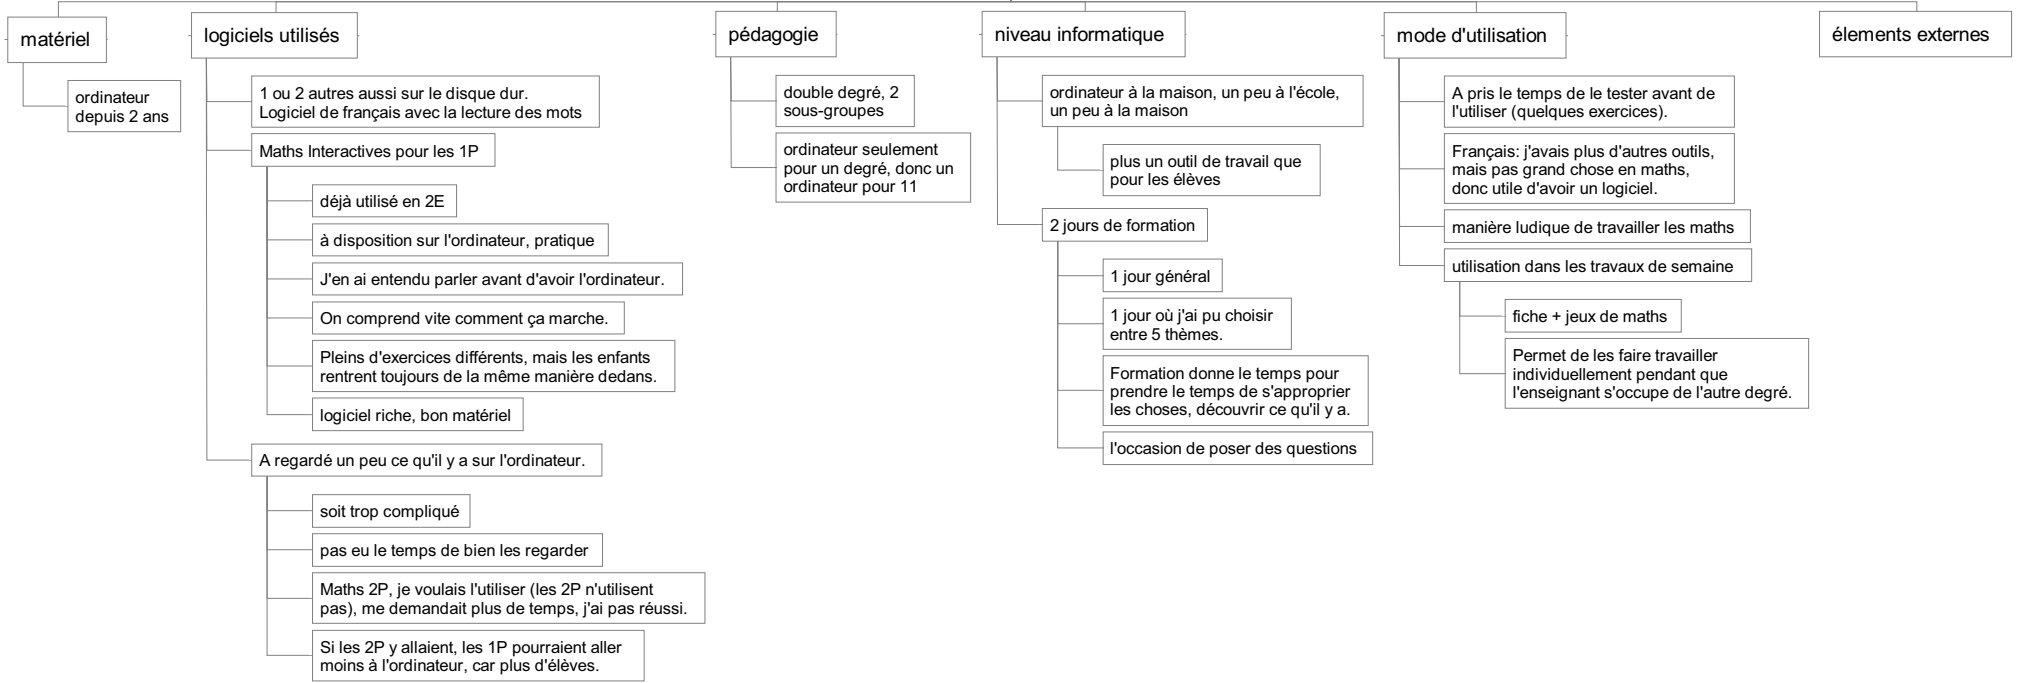 matériel
ordinateur
depuis 2 ans
logiciels utilisés
1 ou 2 autres aussi sur le disque dur.
Logiciel de français avec la lecture des mots
Maths Interactives pour les 1P
déjà utilisé en 2E
à disposition sur l'ordinateur, pratique
J'en ai entendu parler avant d'avoir l'ordinateur.
On comprend vite comment ça marche.
Pleins d'exercices différents, mais les enfants
rentrent toujours de la même manière dedans.
logiciel riche, bon matériel
A regardé un peu ce qu'il y a sur l'ordinateur.
soit trop compliqué
pas eu le temps de bien les regarder
Maths 2P, je voulais l'utiliser (les 2P n'utilisent
pas), me demandait plus de temps, j'ai pas réussi.
Si les 2P y allaient, les 1P pourraient aller
moins à l'ordinateur, car plus d'élèves.
pédagogie
double degré, 2
sous-groupes
ordinateur seulement
pour un degré, donc un
ordinateur pour 11
niveau informatique
ordinateur à la maison, un peu à l'école,
un peu à la maison
plus un outil de travail que
pour les élèves
2 jours de formation
1 jour général
1 jour où j'ai pu choisir
entre 5 thèmes.
Formation donne le temps pour
prendre le temps de s'approprier
les choses, découvrir ce qu'il y a.
l'occasion de poser des questions
mode d'utilisation
A pris le temps de le tester avant de
l'utiliser (quelques exercices).
Français: j'avais plus d'autres outils,
mais pas grand chose en maths,
donc utile d'avoir un logiciel.
manière ludique de travailler les maths
utilisation dans les travaux de semaine
fiche + jeux de maths
Permet de les faire travailler
individuellement pendant que
l'enseignant s'occupe de l'autre degré.
élements externes